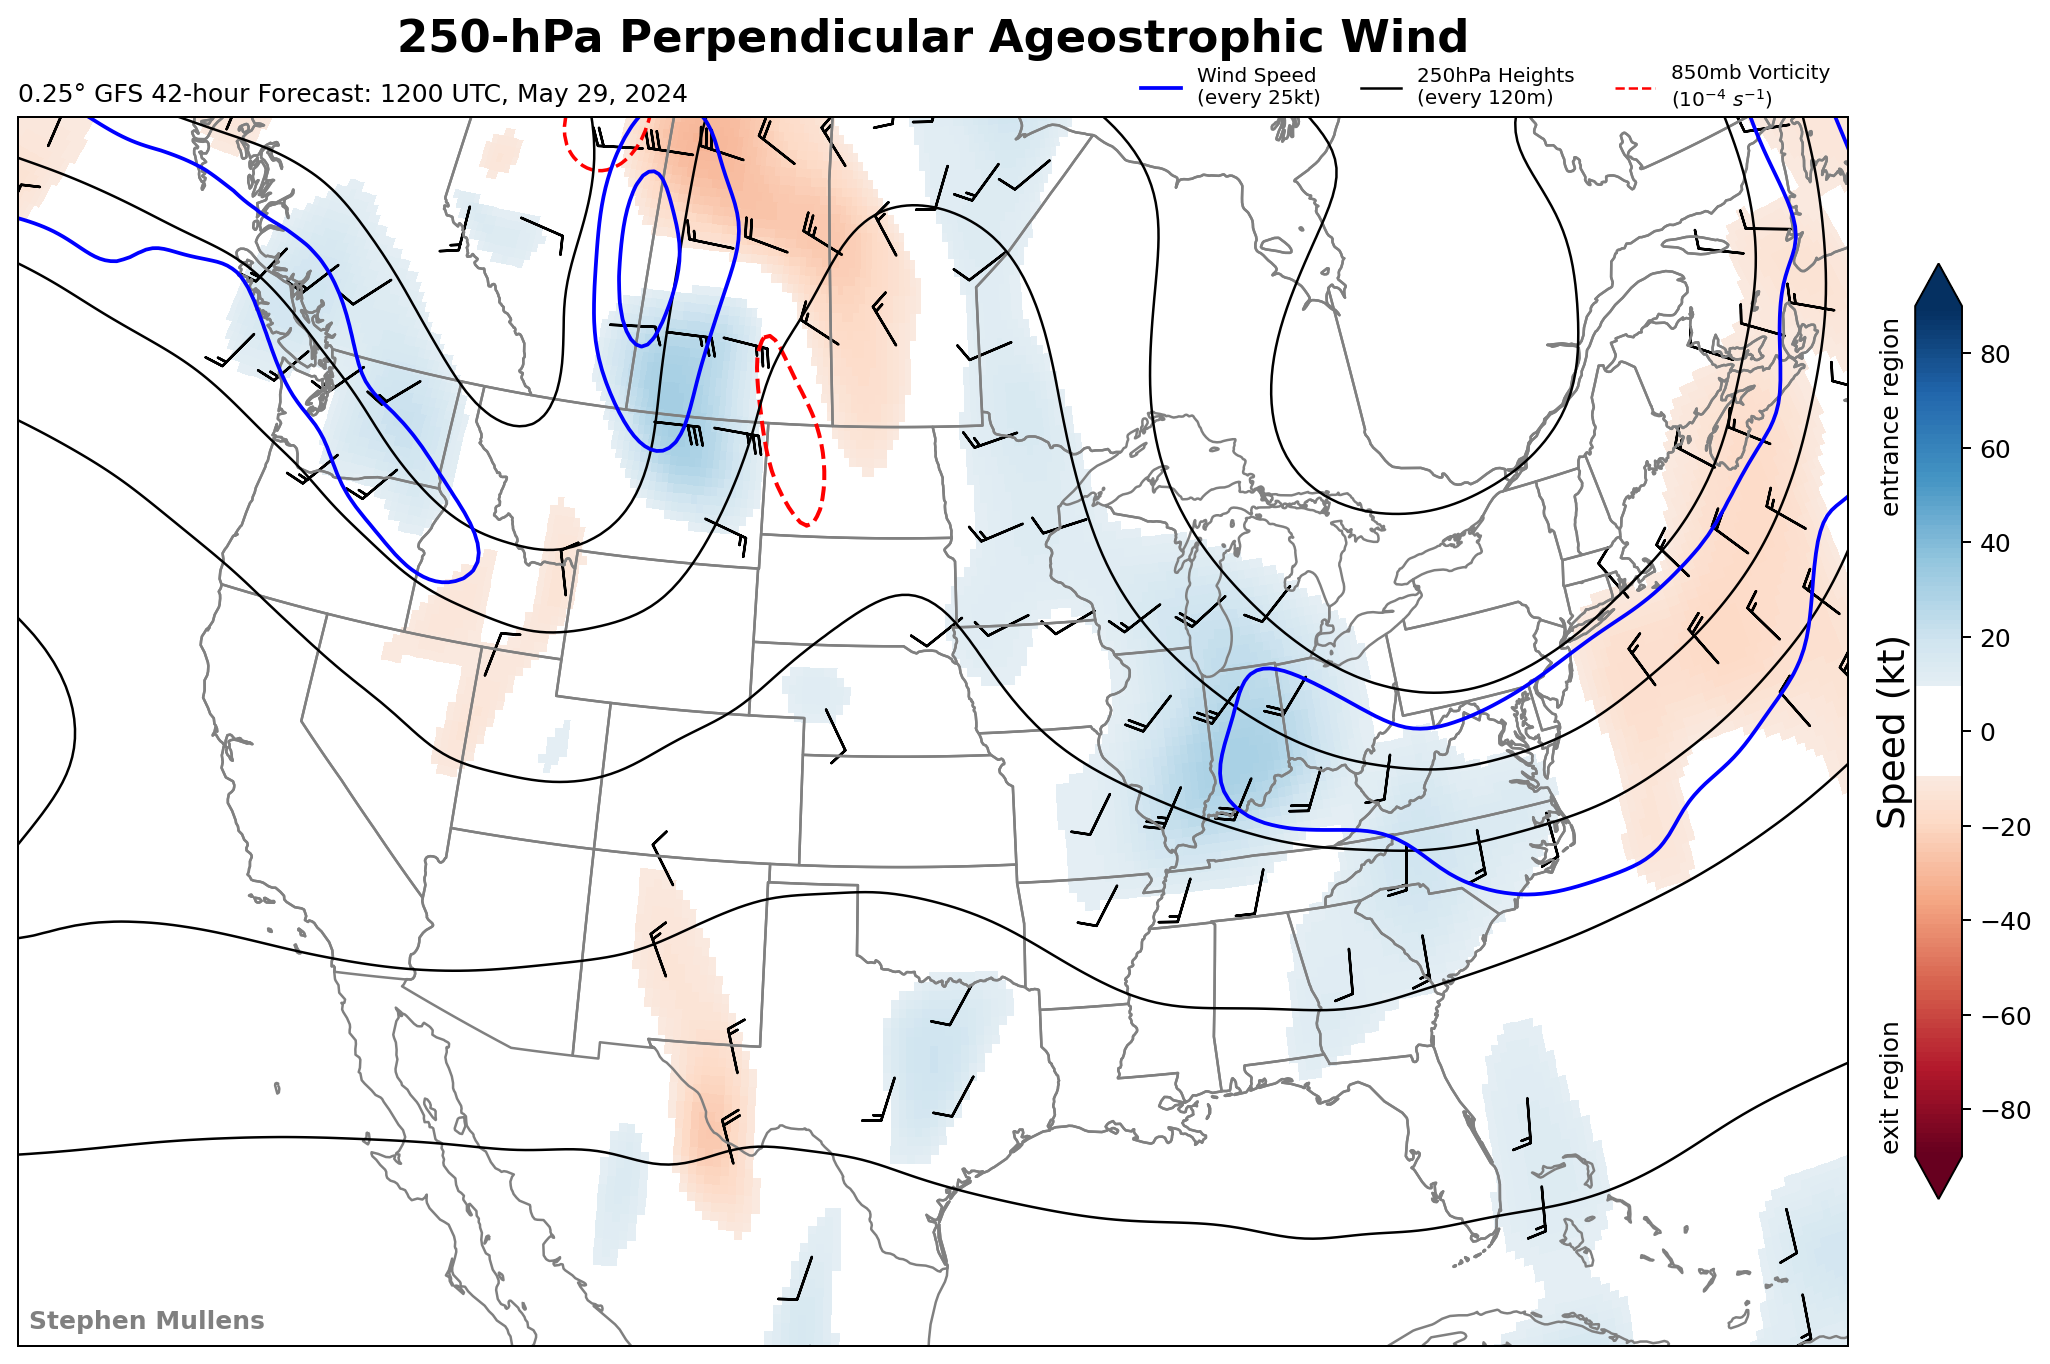 250-hPa Perpendicular Ageostrophic Wind
0.25° GFS 42-hour Forecast: 1200 UTC, May 29, 2024
Wind Speed
(every 25kt)
250hPa Heights
(every 120m)
850mb Vorticity
(10⁻⁴ s⁻¹)
entrance region
Speed (kt)
exit region
80
60
40
20
0
−20
−40
−60
−80
Stephen Mullens